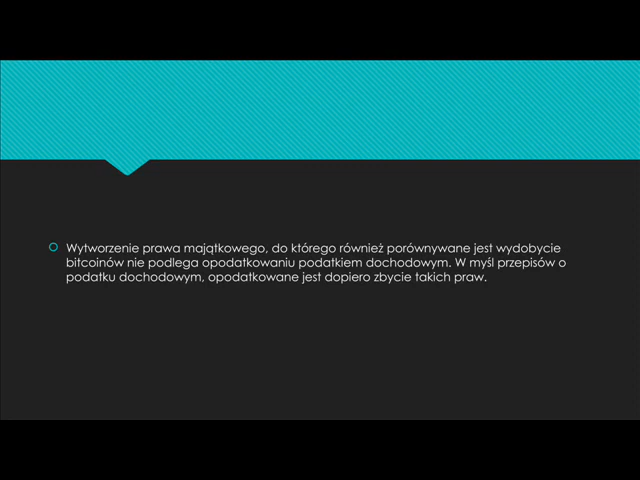 Wytworzenie prawa majątkowego, do którego również porównywane jest wydobycie
bitcoinów nie podlega opodatkowaniu podatkiem dochodowym. W myśl przepisów o
podatku dochodowym, opodatkowane jest dopiero zbycie takich praw.